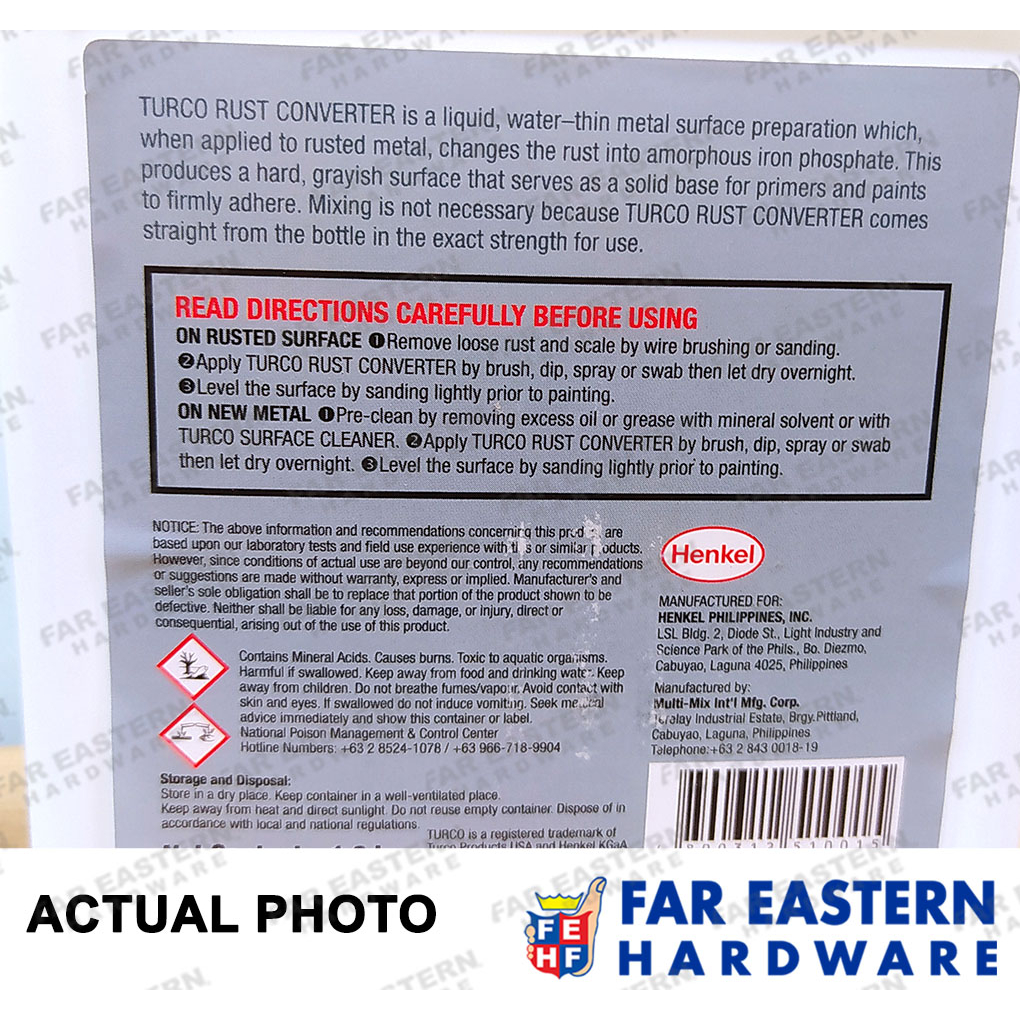 TURCO RUST CONVERTER is a liquid, water–thin metal surface preparation which,
when applied to rusted metal, changes the rust into amorphous iron phosphate. This
produces a hard, grayish surface that serves as a solid base for primers and paints
to firmly adhere. Mixing is not necessary because TURCO RUST CONVERTER comes
straight from the bottle in the exact strength for use.
READ DIRECTIONS CAREFULLY BEFORE USING
ON RUSTED SURFACE ❶Remove loose rust and scale by wire brushing or sanding.
❷Apply TURCO RUST CONVERTER by brush, dip, spray or swab then let dry overnight.
❸Level the surface by sanding lightly prior to painting.
ON NEW METAL ❶Pre-clean by removing excess oil or grease with mineral solvent or with
TURCO SURFACE CLEANER. ❷Apply TURCO RUST CONVERTER by brush, dip, spray or swab
then let dry overnight. ❸Level the surface by sanding lightly prior to painting.
NOTICE: The above information and recommendations concerning this are
based upon our laboratory tests and field use experience with or similar
However, since conditions of actual use are beyond our control, any recommendations
or suggestions are made without warranty, express or implied. Manufacturer's and
seller's sole obligation shall be to replace that portion of the product shown to be
defective. Neither shall be liable for any loss, damage, or injury, direct or
consequential, arising out of the use of this product.
Contains Mineral Acids. Causes burns. Toxic to aquatic organisms.
Harmful if swallowed. Keep away from food and drinking water. Keep
away from children. Do not breathe fumes/vapor. Avoid contact with
skin and eyes. If swallowed do not induce vomiting. Seek medical
advice immediately and show this container or label.
National Poison Management & Control Center
Hotline Numbers: +63 2 8524-1078 / +63 966-718-9904
Storage and Disposal:
Store in a dry place. Keep container in a well-ventilated place.
Keep away from heat and direct sunlight. Do not reuse empty container. Dispose of in
accordance with local and national regulations.
TURCO is a registered trademark of
Turco Products USA and Henkel KGaA
Henkel
MANUFACTURED FOR:
HENKEL PHILIPPINES, INC.
LSL Bldg. 2, Diode St., Light Industry and
Science Park of the Phils., Bo. Diezmo,
Cabuyao, Laguna 4025, Philippines
Manufactured by:
Multi-Mix Int'l Mfg. Corp.
Terelay Industrial Estate, Brgy.Pittland,
Cabuyao, Laguna, Philippines
Telephone:+63 2 843 0018-19
ACTUAL PHOTO
FE
HF
FAR EASTERN
HARDWARE